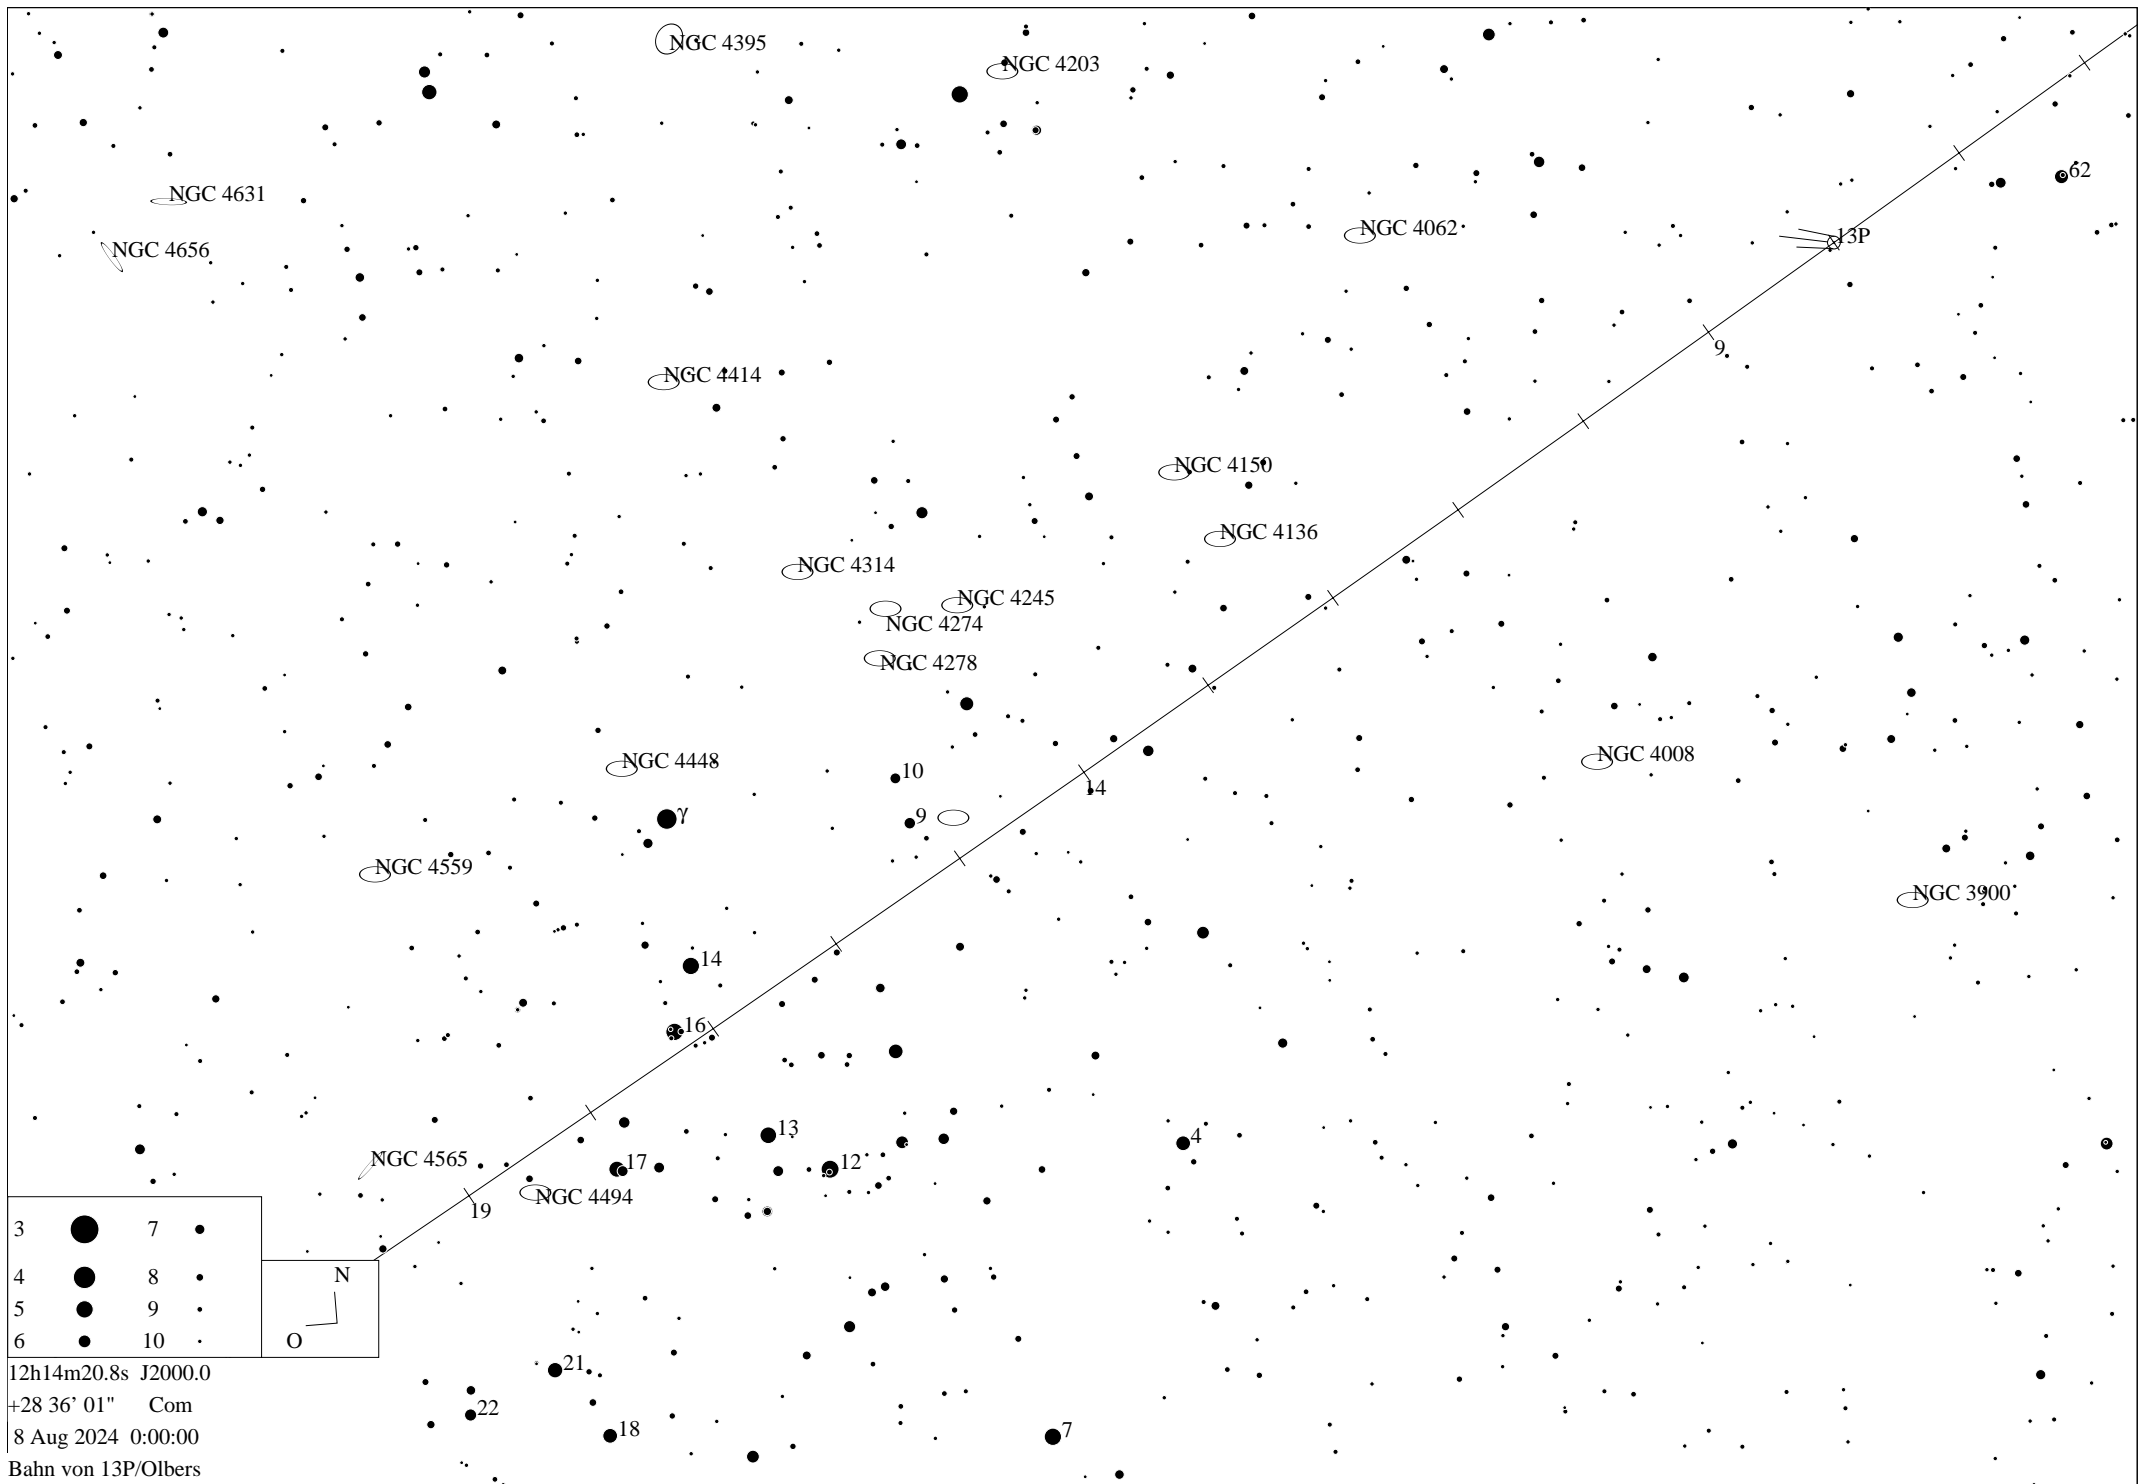 NGC 4395
NGC 4203
62
NGC 4631
NGC 4062
13P
NGC 4656
9
NGC 4414
NGC 4150
NGC 4136
NGC 4314
NGC 4245
NGC 4274
NGC 4278
NGC 4448
NGC 4008
10
14
γ
9
NGC 4559
NGC 3900
14
16
13
4
NGC 4565
17
12
NGC 4494
19
3 7
4 8
5 9
6 10
N
O
21
22
18
7
12h14m20.8s J2000.0
+28 36' 01" Com
8 Aug 2024 0:00:00
Bahn von 13P/Olbers